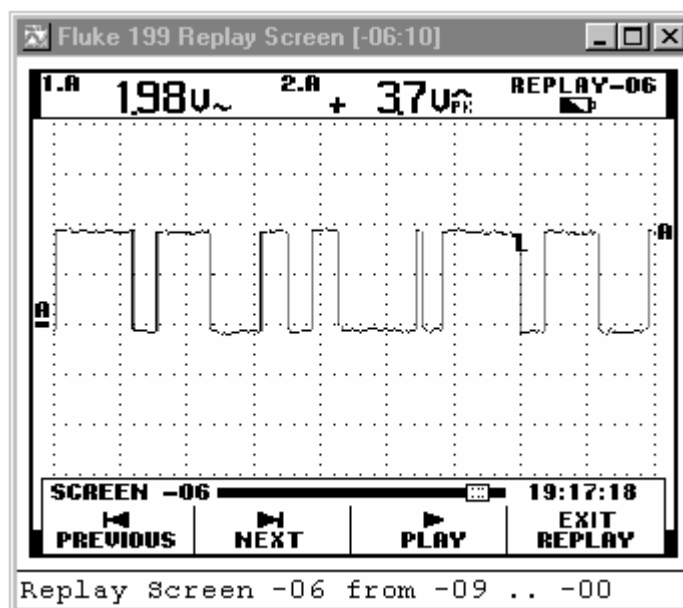 Fluke 199 Replay Screen [-06:10]
1.A 1.98V~ 2.A + 3.7V PK REPLAY-06
A
A
SCREEN -06 19:17:18
PREVIOUS NEXT PLAY EXIT REPLAY
Replay Screen -06 from -09 .. -00